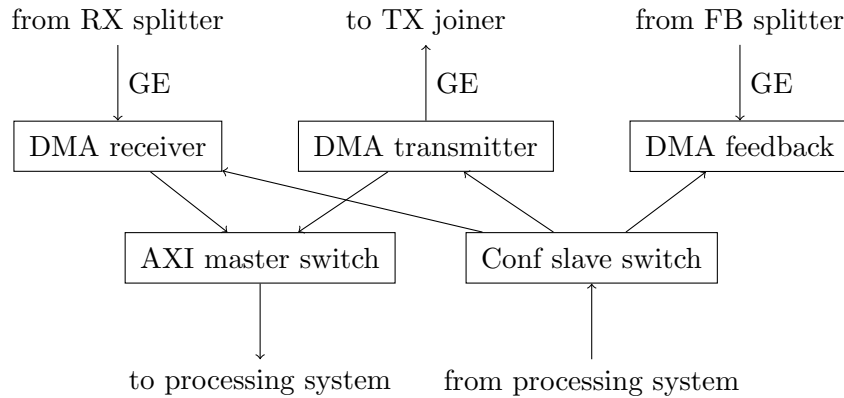 from RX splitter
to TX joiner
from FB splitter
GE
GE
GE
DMA receiver
DMA transmitter
DMA feedback
AXI master switch
Conf slave switch
to processing system
from processing system